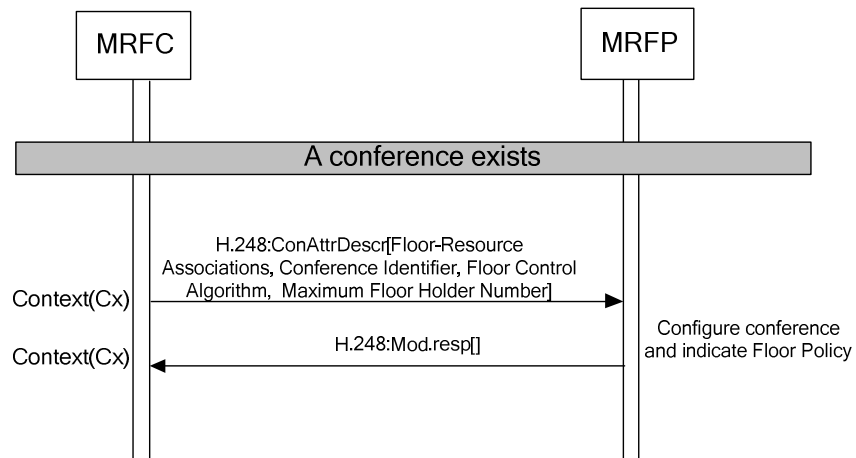 MRFC
MRFP
A conference exists
H.248:ConAttrDescr[Floor-Resource
Associations, Conference Identifier, Floor Control
Algorithm, Maximum Floor Holder Number]
Context(Cx)
Configure conference
and indicate Floor Policy
H.248:Mod.resp[]
Context(Cx)